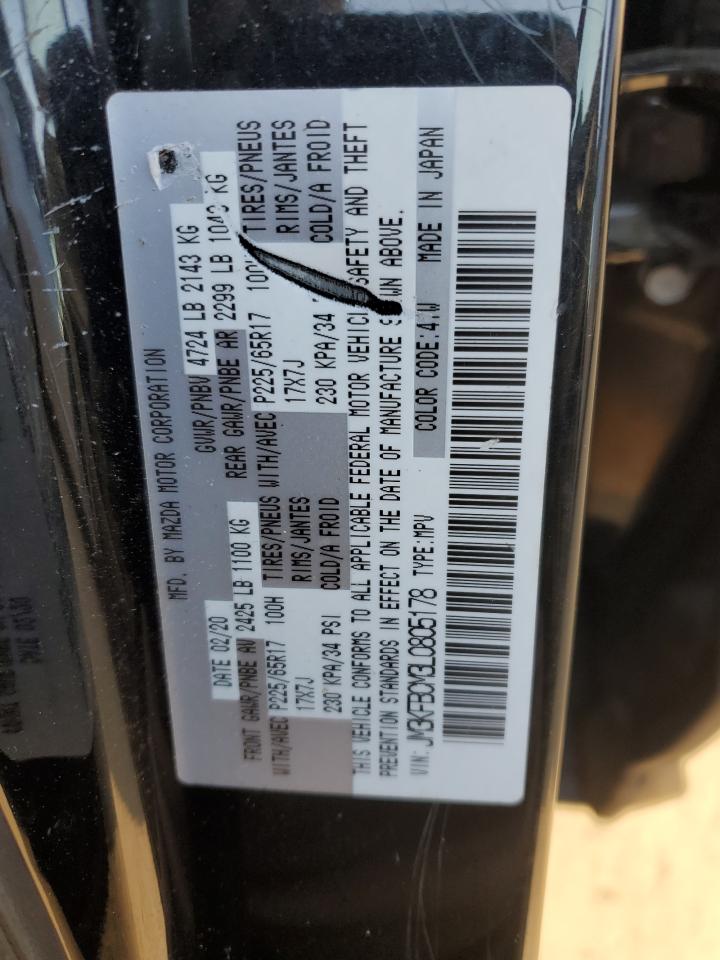 MFD. BY MAZDA MOTOR CORPORATION
DATE 02/20 GVWR/PNBV 4724 LB 2143 KG
FRONT GAWR/PNBE AV 2425 LB 1100 KG REAR GAWR/PNBE AR 2299 LB 1043 KG
WITH/AVEC P225/65R17 100H TIRES/PNEUS WITH/AVEC P225/65R17 TIRES/PNEUS
17X7J RIMS/JANTES 17X7J RIMS/JANTES
230 KPA/34 PSI COLD/A FROID 230 KPA/34 COLD/A FROID
THIS VEHICLE CONFORMS TO ALL APPLICABLE FEDERAL MOTOR SAFETY AND THEFT
PREVENTION STANDARDS IN EFFECT ON THE DATE OF MANUFACTURE ABOVE.
VIN: JM3KFBCM3L0805178 TYPE:MPV COLOR CODE: MADE IN JAPAN